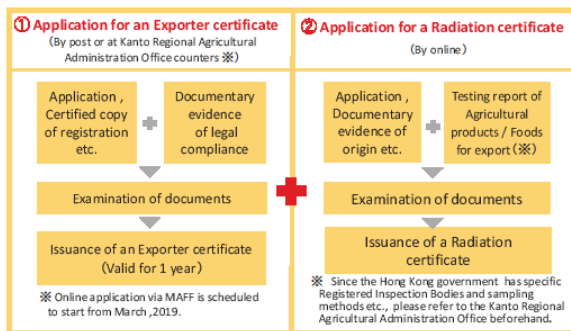 ① Application for an Exporter certificate
(By post or at Kanto Regional Agricultural
Administration Office counters ※)
Application ,
Certified copy
of registration
etc.
Documentary
evidence
of legal
compliance
Examination of documents
Issuance of an Exporter certificate
(Valid for 1 year)
※ Online application via MAFF is scheduled
to start from March ,2019.
② Application for a Radiation certificate
(By online)
Application ,
Documentary
evidence of
origin etc.
Testing report of
Agricultural
products / Foods
for export (※)
Examination of documents
Issuance of a Radiation
certificate
※ Since the Hong Kong government has specific
Registered Inspection Bodies and sampling
methods etc., please refer to the Kanto Regional
Agricultural Administration Office beforehand.